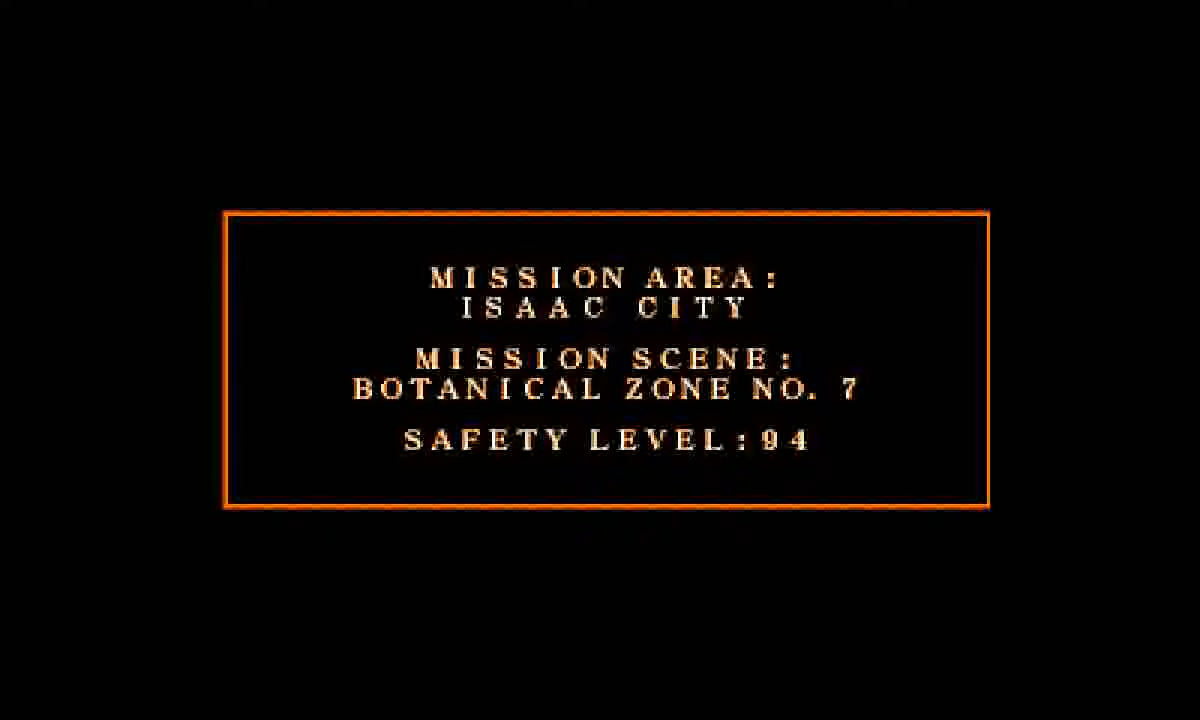 MISSION AREA:
ISAAC CITY
MISSION SCENE:
BOTANICAL ZONE NO. 7
SAFETY LEVEL:94